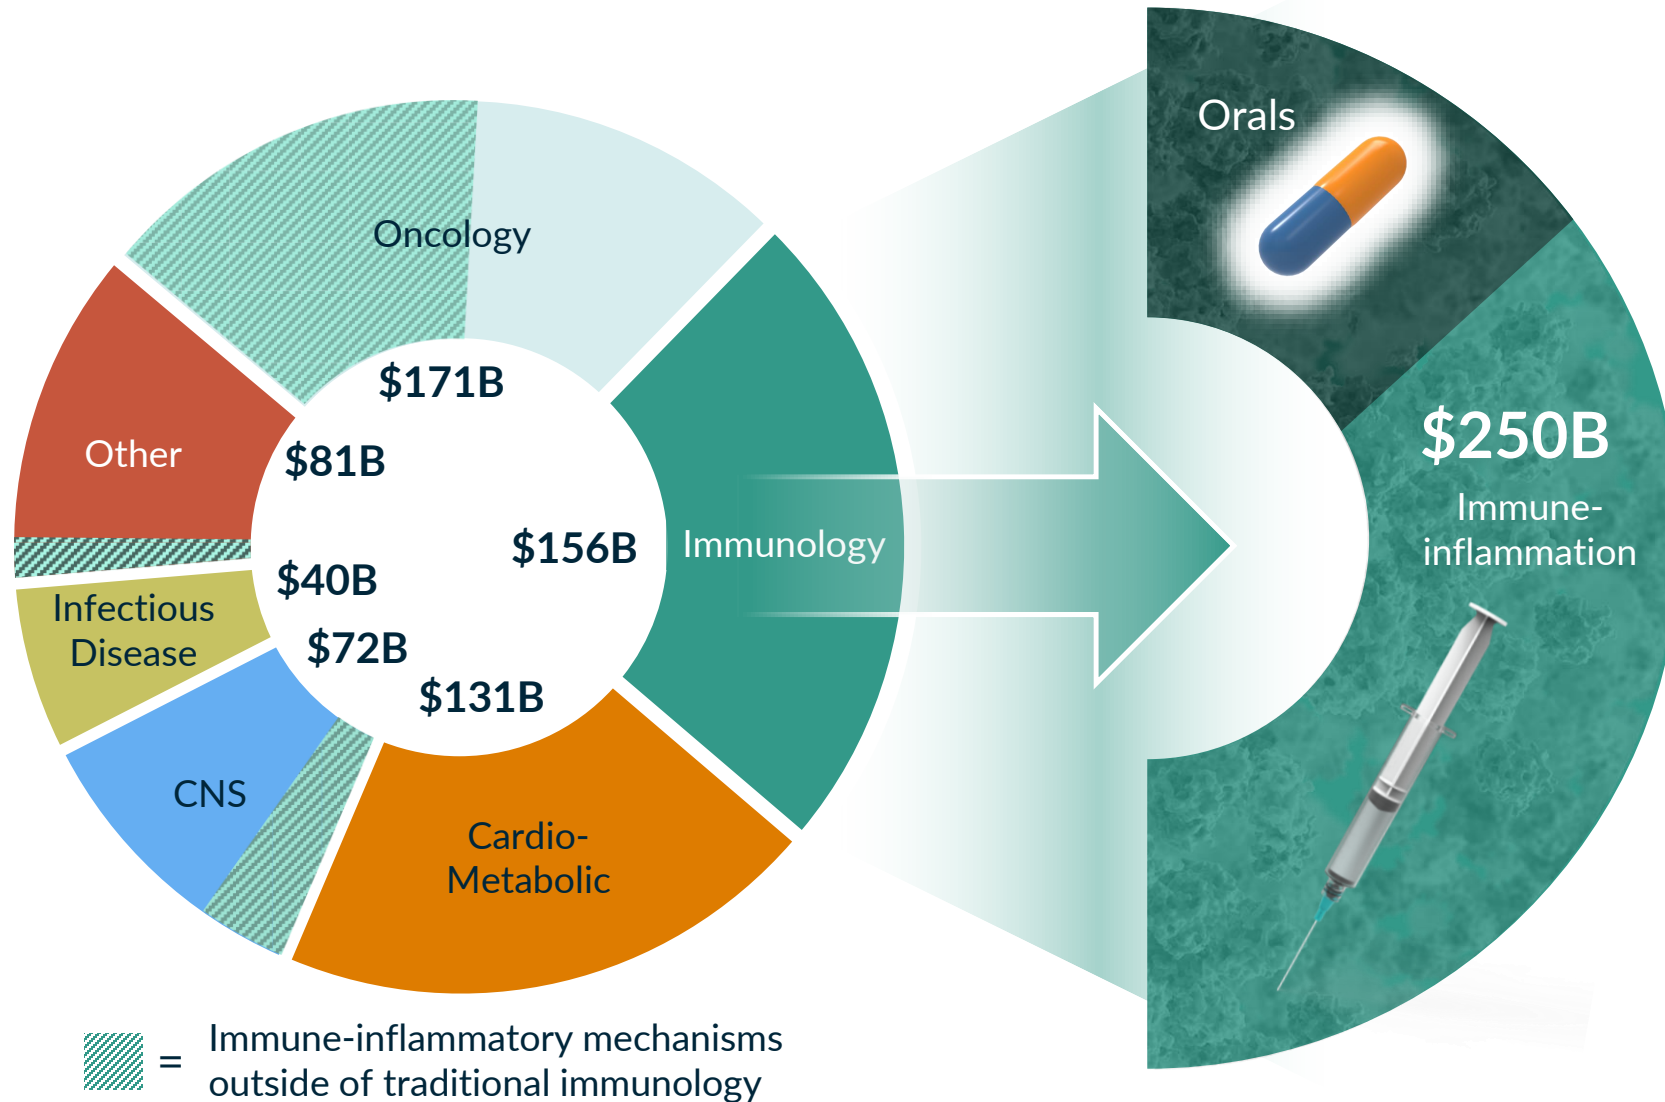 Oncology
$171B
Other
$81B
$156B
Immunology
$40B
Infectious
Disease
$72B
$131B
CNS
Cardio-
Metabolic
=
Immune-inflammatory mechanisms
outside of traditional immunology
Orals
$250B
Immune-
inflammation